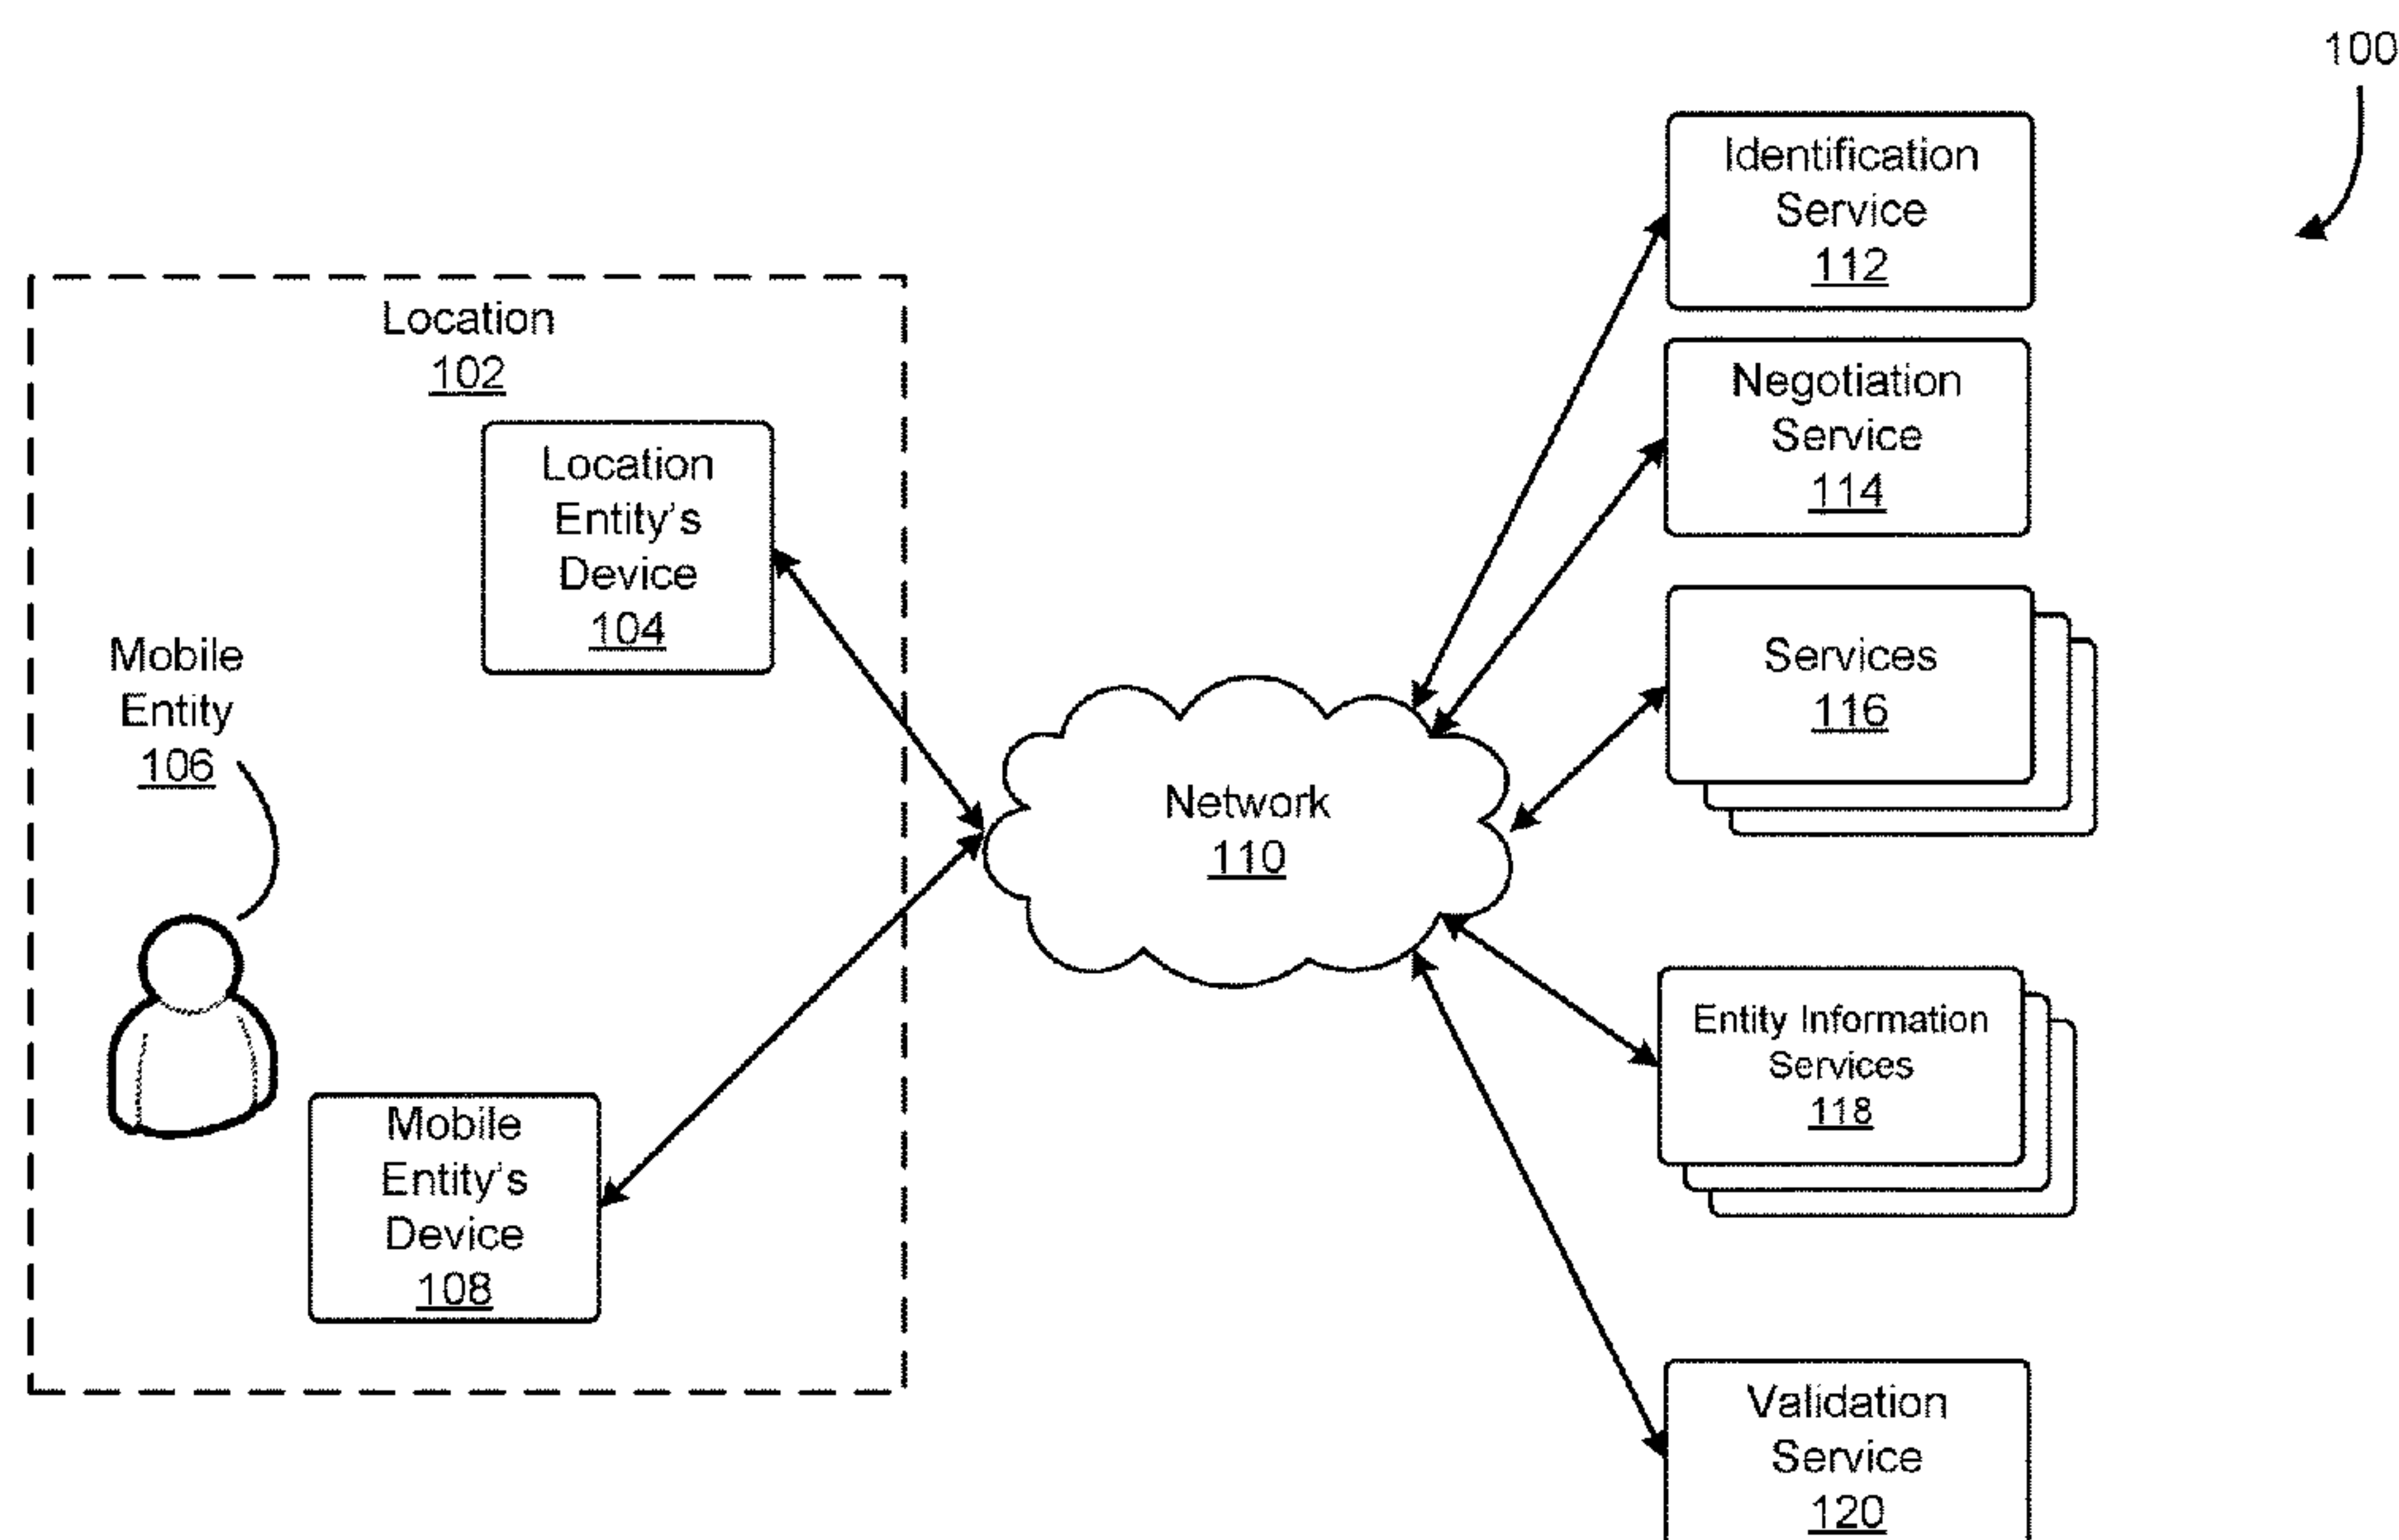 100
Identification
Service
112
Location
102
Negotiation
Service
114
Location
Entity's
Device
104
Mobile
Entity
106
Services
116
Network
110
Entity Information
Services
118
Mobile
Entity's
Device
108
Validation
Service
120